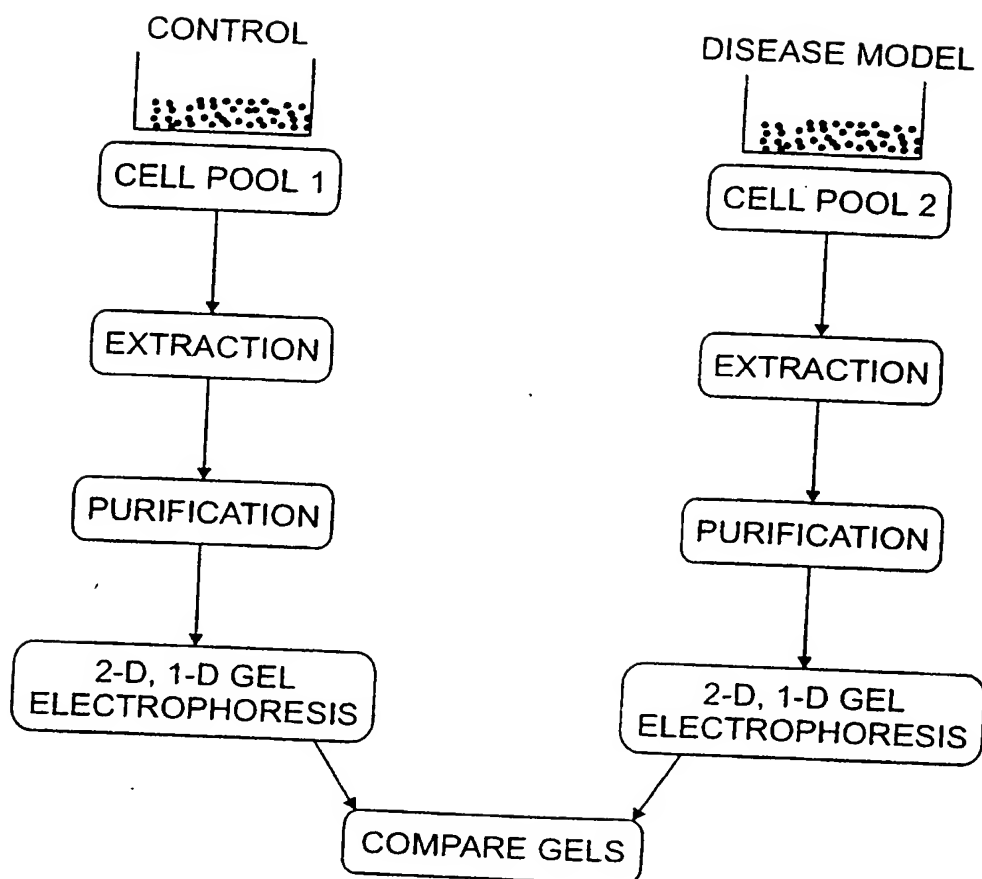 CONTROL
CELL POOL 1
EXTRACTION
PURIFICATION
2-D, 1-D GEL
ELECTROPHORESIS
DISEASE MODEL
CELL POOL 2
EXTRACTION
PURIFICATION
2-D, 1-D GEL
ELECTROPHORESIS
COMPARE GELS